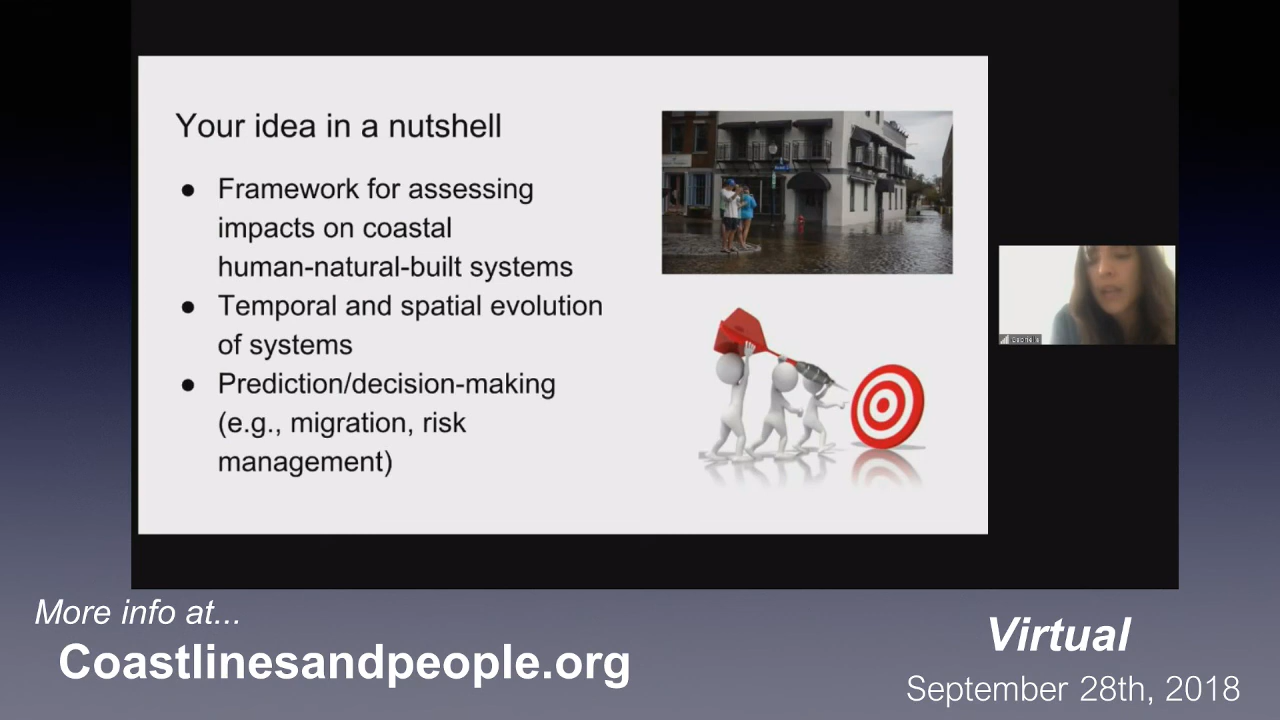 Your idea in a nutshell
● Framework for assessing
impacts on coastal
human-natural-built systems
● Temporal and spatial evolution
of systems
● Prediction/decision-making
(e.g., migration, risk
management)
More info at...
Coastlinesandpeople.org
Virtual
September 28th, 2018